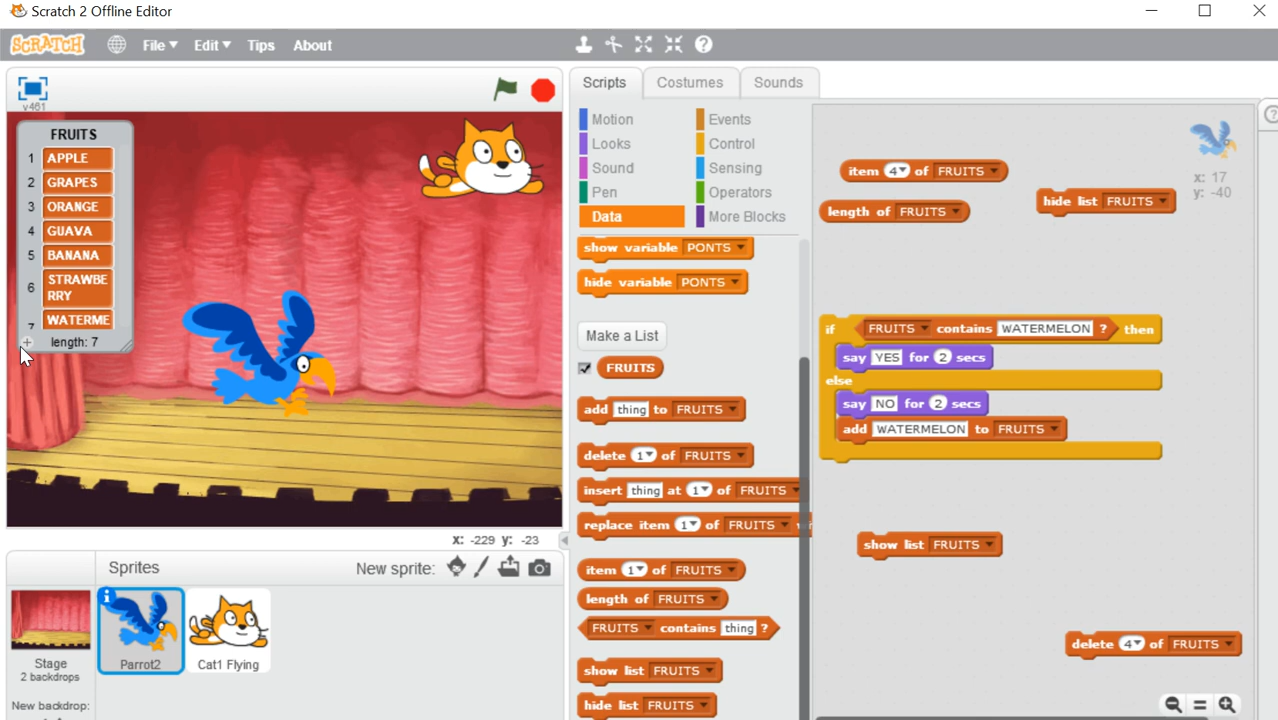 Scratch 2 Offline Editor
SCRATCH File Edit Tips About
v461
FRUITS
1 APPLE
2 GRAPES
3 ORANGE
4 GUAVA
5 BANANA
6 STRAWBE
RRY
7 WATERME
+ length: 7
x: -229 y: -23
Sprites New sprite:
Stage
2 backdrops
New backdrop:
Parrot2
Cat1 Flying
Scripts Costumes Sounds
Motion Events
Looks Control
Sound Sensing
Pen Operators
Data More Blocks
show variable PONTS
hide variable PONTS
Make a List
FRUITS
add thing to FRUITS
delete 1 of FRUITS
insert thing at 1 of FRUITS
replace item 1 of FRUITS
item 1 of FRUITS
length of FRUITS
FRUITS contains thing ?
show list FRUITS
hide list FRUITS
x: 17
y: -40
item 4 of FRUITS
hide list FRUITS
length of FRUITS
if FRUITS contains WATERMELON ? then
say YES for 2 secs
else
say NO for 2 secs
add WATERMELON to FRUITS
show list FRUITS
delete 4 of FRUITS